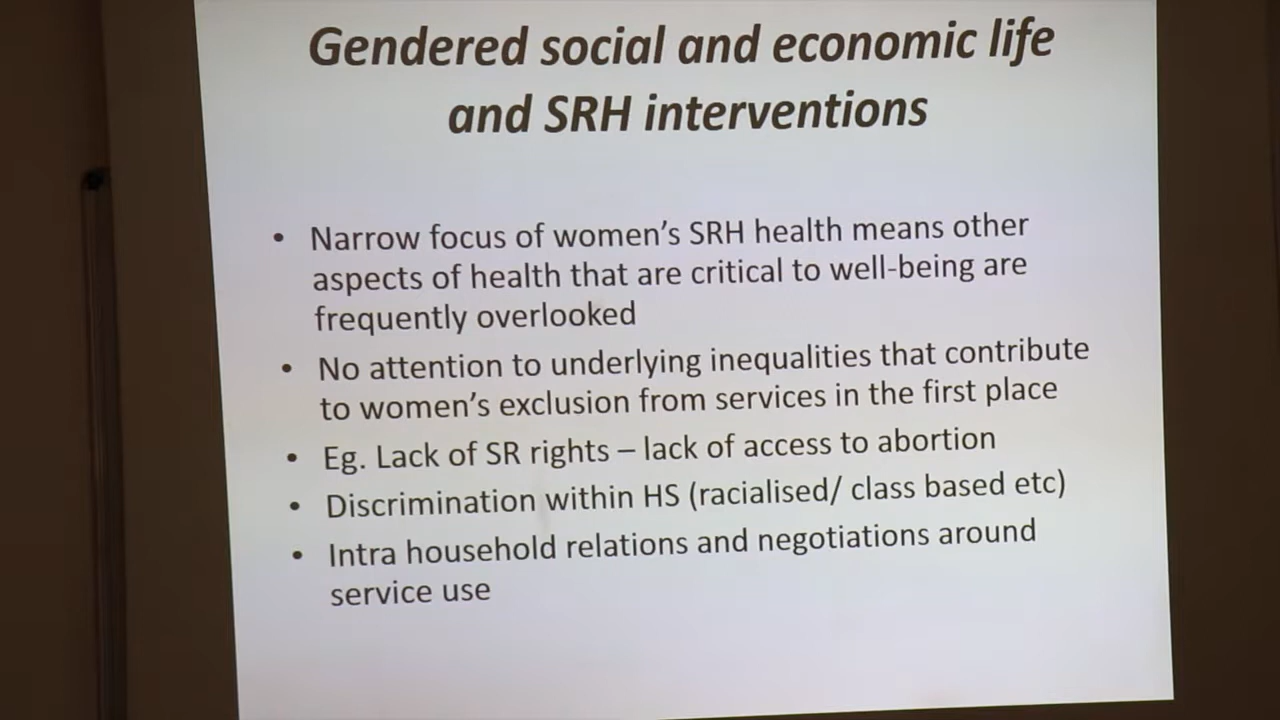 Gendered social and economic life
and SRH interventions
• Narrow focus of women's SRH health means other
aspects of health that are critical to well-being are
frequently overlooked
• No attention to underlying inequalities that contribute
to women's exclusion from services in the first place
• Eg. Lack of SR rights – lack of access to abortion
• Discrimination within HS (racialised/ class based etc)
• Intra household relations and negotiations around
service use